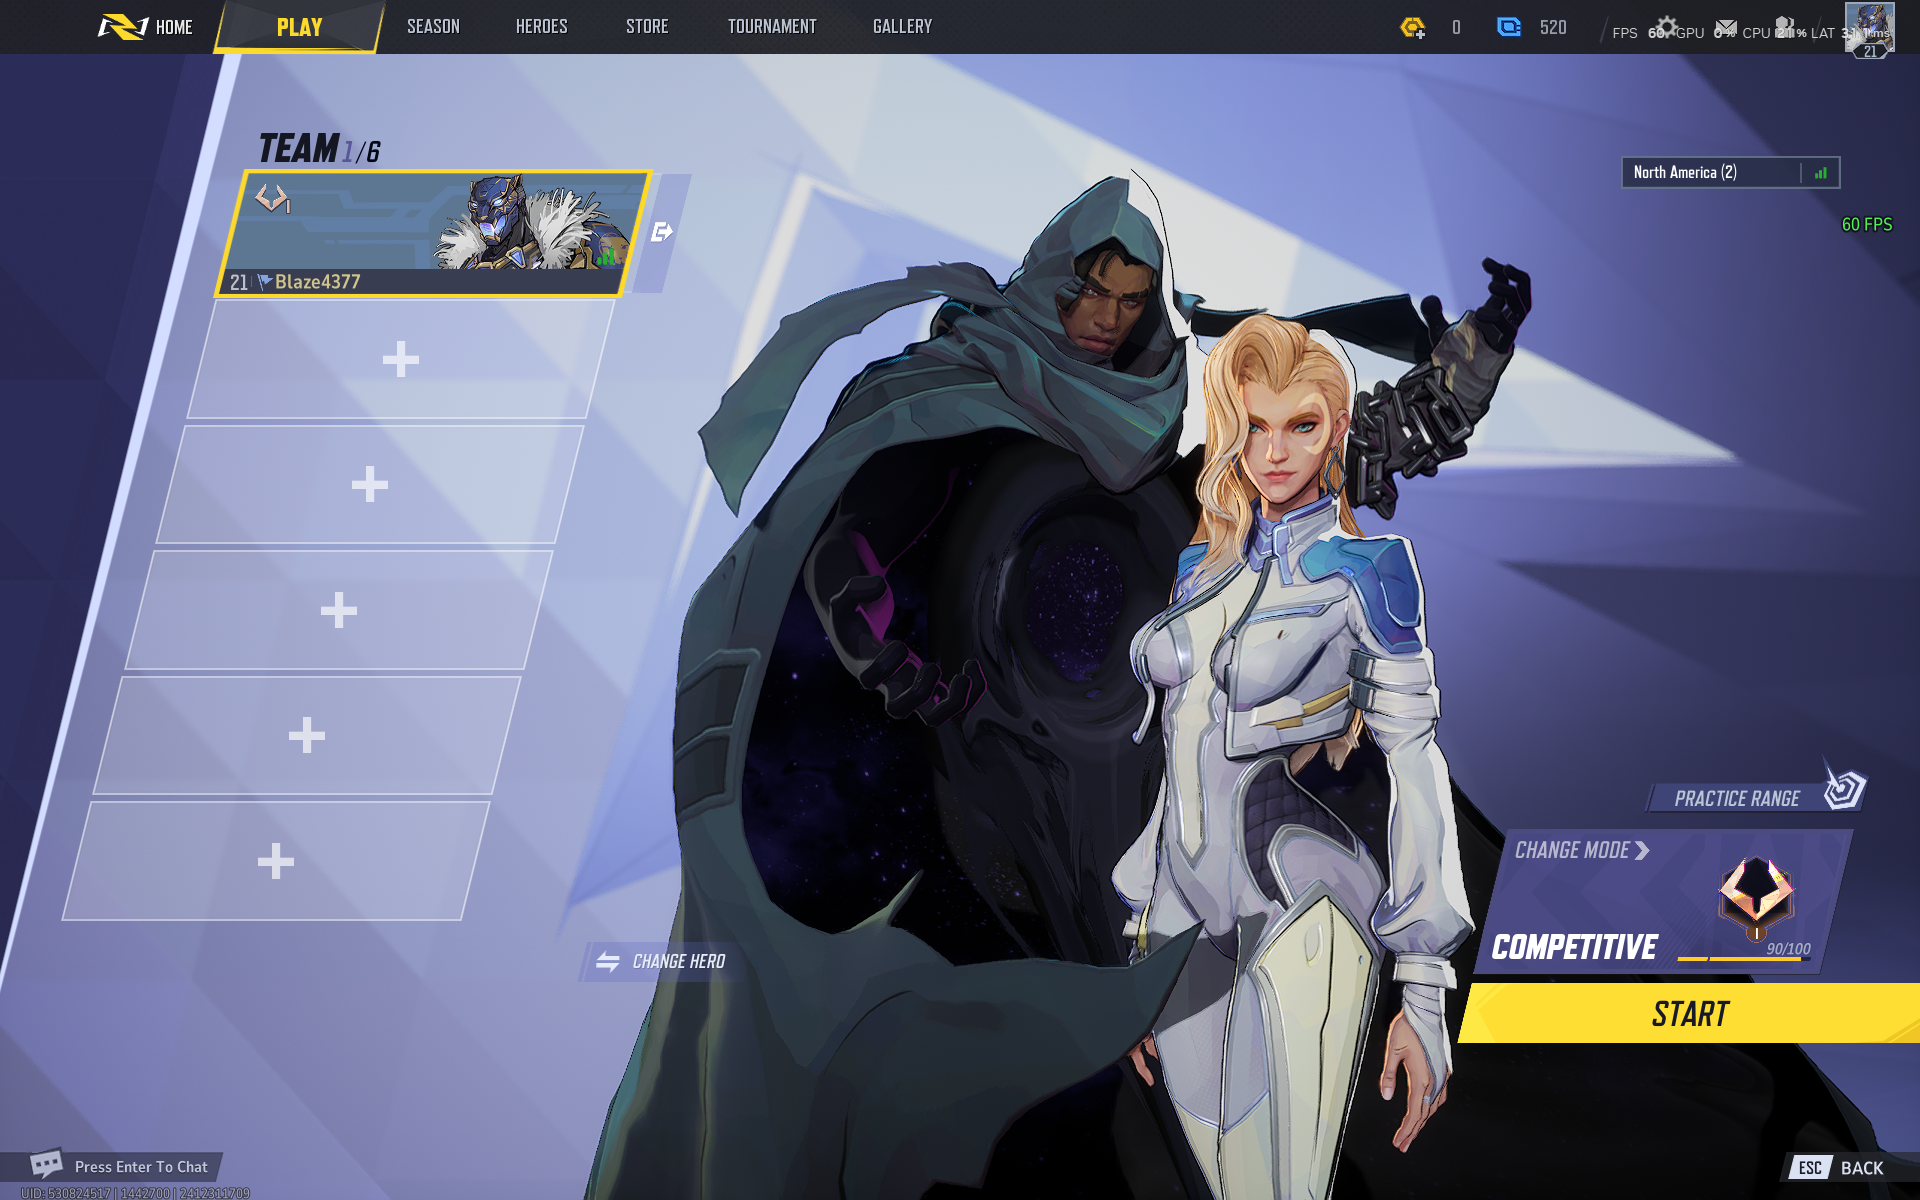 HOME
PLAY
SEASON
HEROES
STORE
TOURNAMENT
GALLERY
0
520
FPS 60 GPU 0% CPU 21% LAT ms
21
TEAM 1/6
North America (2)
60 FPS
I
21 Blaze4377
PRACTICE RANGE
CHANGE MODE
I
COMPETITIVE
90/100
CHANGE HERO
START
Press Enter To Chat
ESC BACK
UID: 530824517 | 1442700 | 2412311709